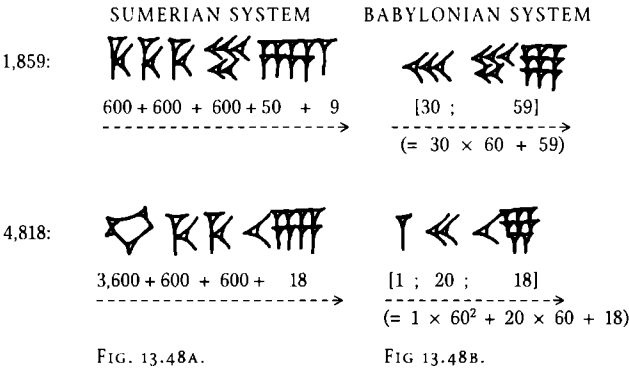 SUMERIAN SYSTEM BABYLONIAN SYSTEM
1,859:
600 + 600 + 600 + 50 + 9 [30 ; 59]
(= 30 × 60 + 59)
4,818:
3,600 + 600 + 600 + 18 [1 ; 20 ; 18]
(= 1 × 60² + 20 × 60 + 18)
FIG. 13.48A. FIG 13.48B.